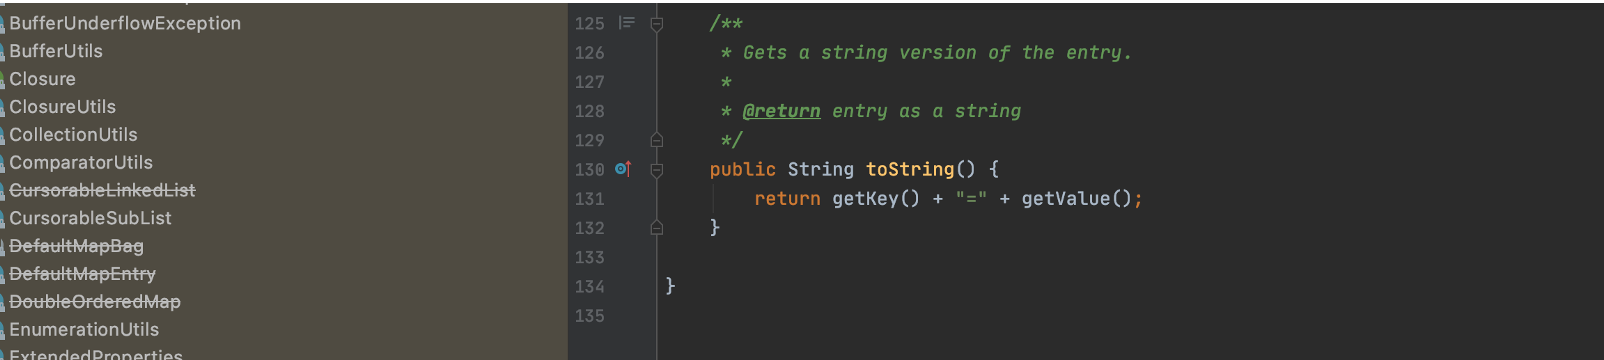 BufferUnderflowException
BufferUtils
Closure
ClosureUtils
CollectionUtils
ComparatorUtils
CursorableLinkedList
CursorableSubList
DefaultMapBag
DefaultMapEntry
DoubleOrderedMap
EnumerationUtils
ExtendedProperties
125 /**
126 * Gets a string version of the entry.
127 *
128 * @return entry as a string
129 */
130 public String toString() {
131 return getKey() + "=" + getValue();
132 }
133
134 }
135